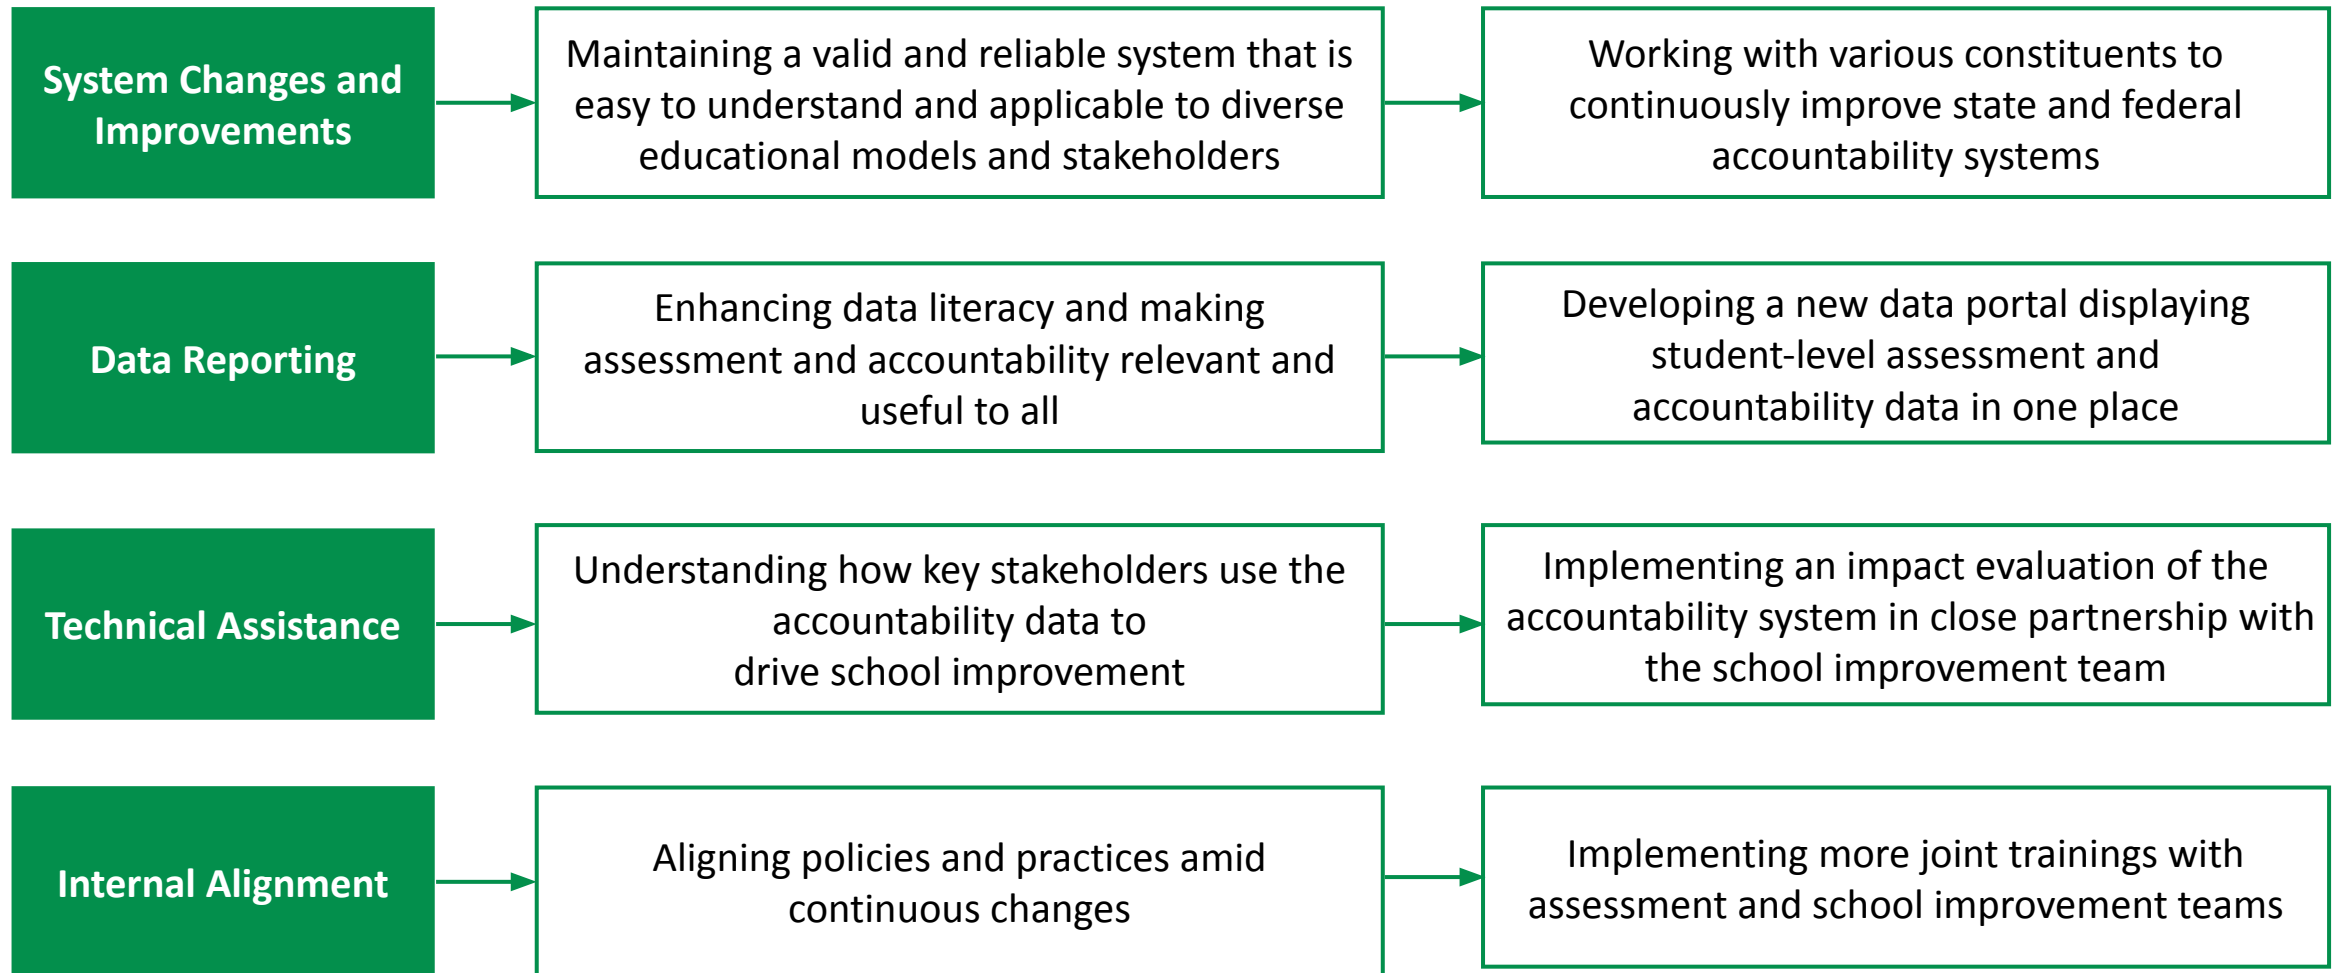 System Changes and
Improvements
Maintaining a valid and reliable system that is
easy to understand and applicable to diverse
educational models and stakeholders
Working with various constituents to
continuously improve state and federal
accountability systems
Data Reporting
Enhancing data literacy and making
assessment and accountability relevant and
useful to all
Developing a new data portal displaying
student-level assessment and
accountability data in one place
Technical Assistance
Understanding how key stakeholders use the
accountability data to
drive school improvement
Implementing an impact evaluation of the
accountability system in close partnership with
the school improvement team
Internal Alignment
Aligning policies and practices amid
continuous changes
Implementing more joint trainings with
assessment and school improvement teams